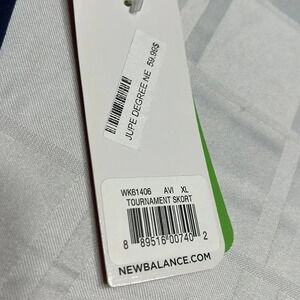 JUPE DEGREE NE 59.99$
WK61406 AVI XL
TOURNAMENT SKORT
8 89516 00740 2
NEWBALANCE.COM